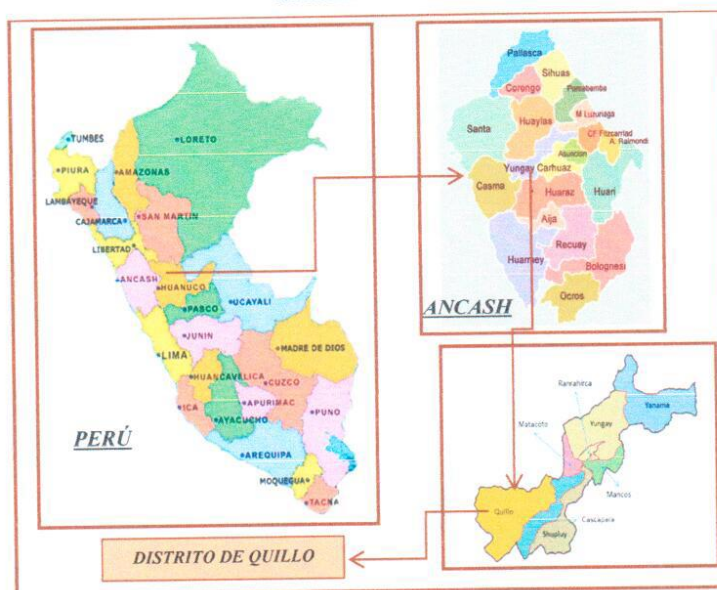 TUMBES
LORETO
PIURA
AMAZONAS
LAMBAYEQUE
SAN MARTIN
CAJAMARCA
LIBERTAD
ANCASH
HUANUCO
UCAYALI
PASCO
JUNIN
LIMA
MADRE DE DIOS
HUANCAVELICA
CUZCO
ICA
APURIMAC
PUNO
AYACUCHO
AREQUIPA
MOQUEGUA
TACNA
PERÚ
Pallasca
Sihuas
Corongo
Pomabamba
M Luzuriaga
Huaylas
Santa
CF Fitzcarrald
A. Raimondi
Asuncion
Yungay Carhuaz
Casma
Huaraz
Huari
Aija
Recuay
Huarmey
Bolognesi
Ocros
ANCASH
Ranrahirca
Yanama
Yungay
Matacoto
Mancos
Quillo
Cascapara
Shupluy
DISTRITO DE QUILLO